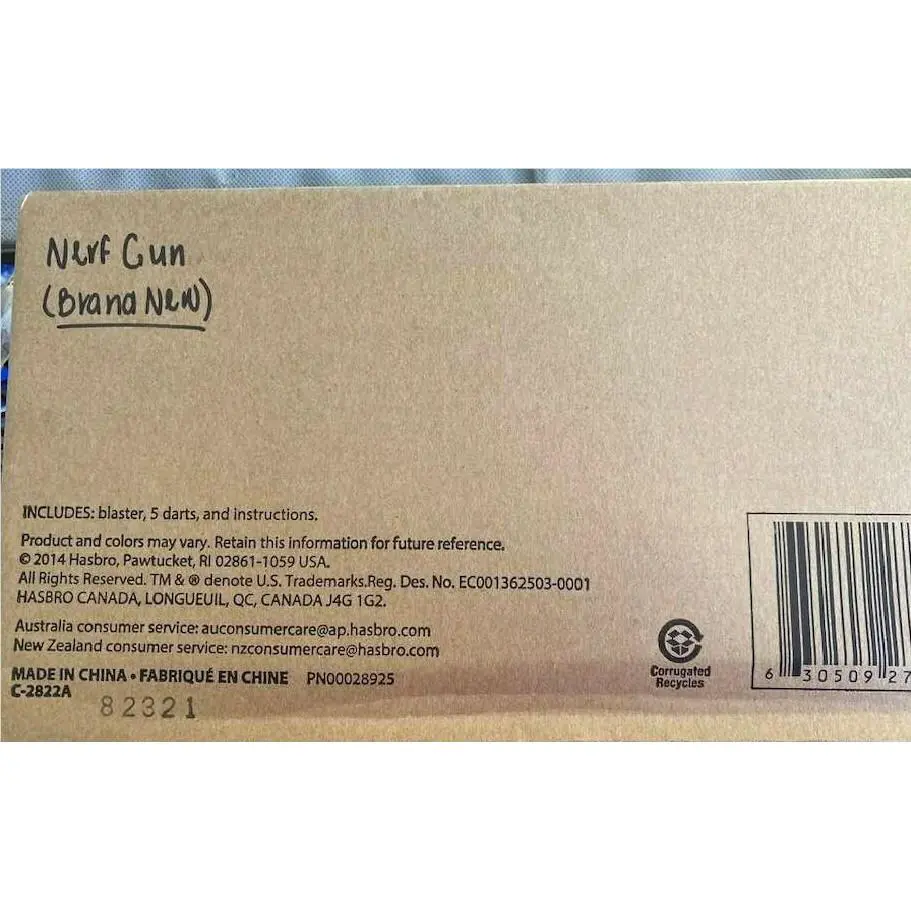 Nerf Gun
(Brand New)
INCLUDES: blaster, 5 darts, and instructions.
Product and colors may vary. Retain this information for future reference.
© 2014 Hasbro, Pawtucket, RI 02861-1059 USA.
All Rights Reserved. TM & ® denote U.S. Trademarks.Reg. Des. No. EC001362503-0001
HASBRO CANADA, LONGUEUIL, QC, CANADA J4G 1G2.
Australia consumer service: auconsumercare@ap.hasbro.com
New Zealand consumer service: nzconsumercare@hasbro.com
MADE IN CHINA • FABRIQUÉ EN CHINE PN00028925
C-2822A
82321
Corrugated
Recycles
6 30509 27